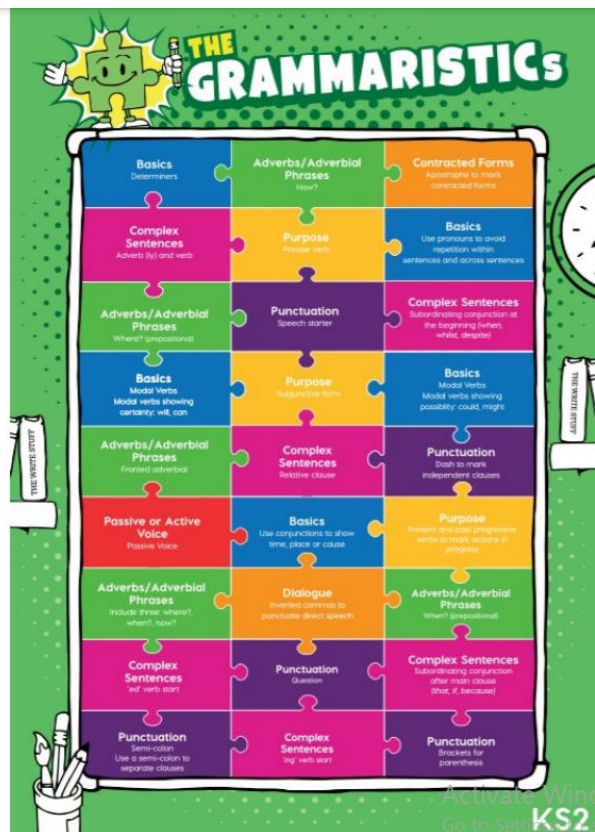 THE
GRAMMARISTICS
Basics
Determiners
Adverbs/Adverbial
Phrases
How?
Contracted Forms
Apostrophe to mark
contracted forms
Complex
Sentences
Adverb (ly) and verb
Purpose
Precise verb
Basics
Use pronouns to avoid
repetition within
sentences and across sentences
Adverbs/Adverbial
Phrases
Where? (prepositional)
Punctuation
Speech starter
Complex Sentences
Subordinating conjunction at
the beginning (when,
whilst, despite)
Basics
Modal Verbs
Modal verbs showing
certainty: will, can
Purpose
Subjunctive form
Basics
Modal Verbs
Modal verbs showing
possiblity: could, might
Adverbs/Adverbial
Phrases
Fronted adverbial
Complex
Sentences
Relative clause
Punctuation
Dash to mark
independent clauses
Passive or Active
Voice
Passive Voice
Basics
Use conjunctions to show
time, place or cause
Purpose
Present and past progressive
verbs to mark actions in
progress
Adverbs/Adverbial
Phrases
Include three: where?,
when?, how?
Dialogue
Inverted commas to
punctuate direct speech
Adverbs/Adverbial
Phrases
When? (prepositional)
Complex
Sentences
'ed' verb start
Punctuation
Question
Complex Sentences
Subordinating conjunction
after main clause
(that, if, because)
Punctuation
Semi-colon
Use a semi-colon to
separate clauses
Complex
Sentences
'ing' verb start
Punctuation
Brackets for
parenthesis
THE WRITE STUFF
THE WRITE STUFF
Activate Wind
Go to Setti
KS2